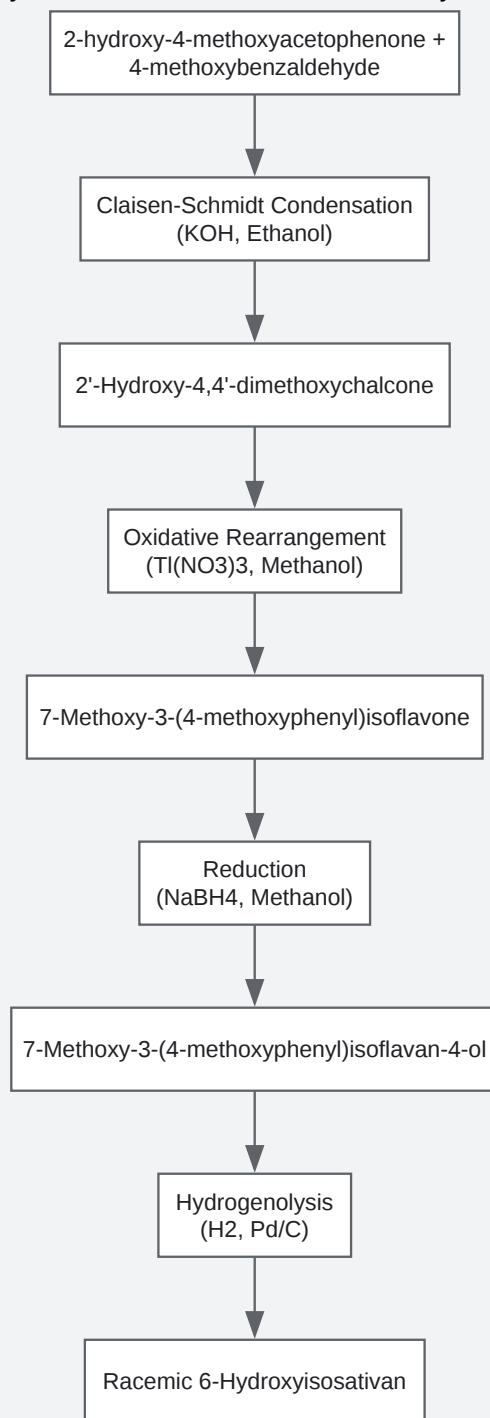 2-hydroxy-4-methoxyacetophenone +
4-methoxybenzaldehyde
Claisen-Schmidt Condensation
(KOH, Ethanol)
2'-Hydroxy-4,4'-dimethoxychalcone
Oxidative Rearrangement
(Tl(NO3)3, Methanol)
7-Methoxy-3-(4-methoxyphenyl)isoflavone
Reduction
(NaBH4, Methanol)
7-Methoxy-3-(4-methoxyphenyl)isoflavan-4-ol
Hydrogenolysis
(H2, Pd/C)
Racemic 6-Hydroxyisosativan